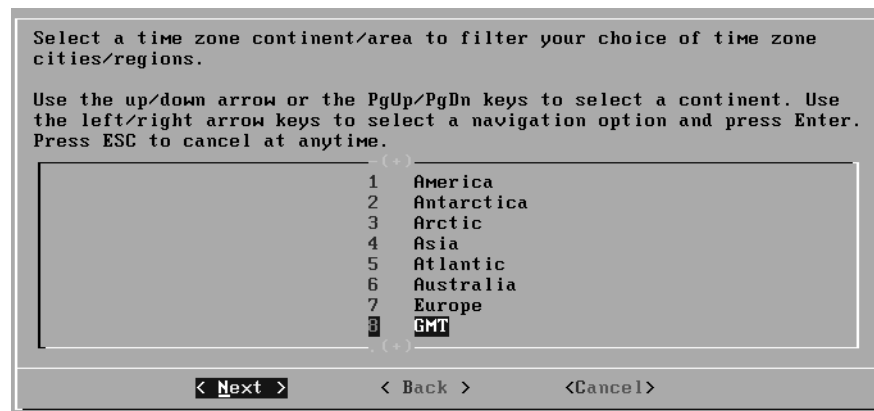 Select a time zone continent/area to filter your choice of time zone
cities/regions.
Use the up/down arrow or the PgUp/PgDn keys to select a continent. Use
the left/right arrow keys to select a navigation option and press Enter.
Press ESC to cancel at anytime.
(+)
1 America
2 Antarctica
3 Arctic
4 Asia
5 Atlantic
6 Australia
7 Europe
8 GMT
(+)
< Next > < Back > <Cancel>